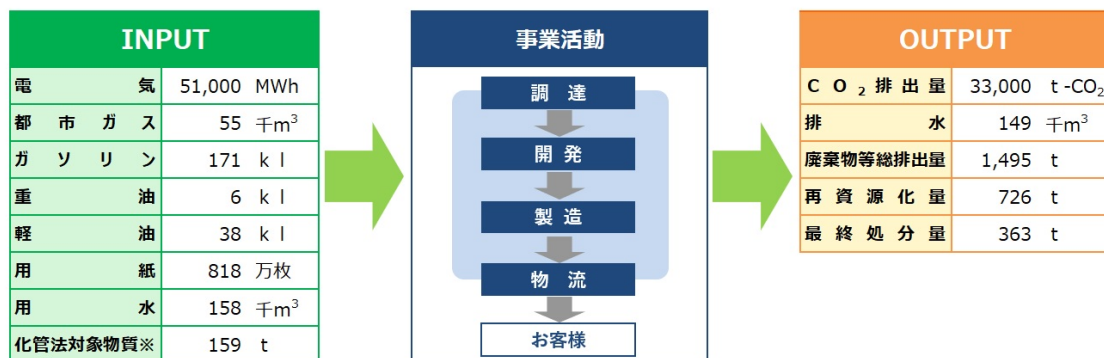 INPUT
電気 51,000 MWh
都市ガス 55 千m³
ガソリン 171 kl
重油 6 kl
軽油 38 kl
用紙 818 万枚
用水 158 千m³
化管法対象物質※ 159 t
事業活動
調達
開発
製造
物流
お客様
OUTPUT
CO₂排出量 33,000 t-CO₂
排水 149 千m³
廃棄物等総排出量 1,495 t
再資源化量 726 t
最終処分量 363 t